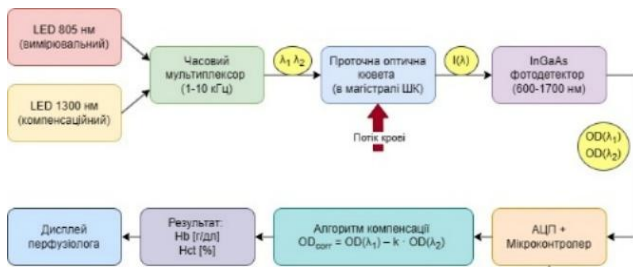 LED 805 нм
(вимірювальний)
LED 1300 нм
(компенсаційний)
Часовий
мультиплексор
(1-10 кГц)
λ₁ λ₂
Проточна оптична
кювета
(в магістралі ШК)
Потік крові
I(λ)
InGaAs
фотодетектор
(600-1700 нм)
OD(λ₁)
OD(λ₂)
Дисплей
перфузіолога
Результат:
Hb [г/дл]
Hct [%]
Алгоритм компенсації
ODcorr = OD(λ₁) – k · OD(λ₂)
АЦП +
Мікроконтролер